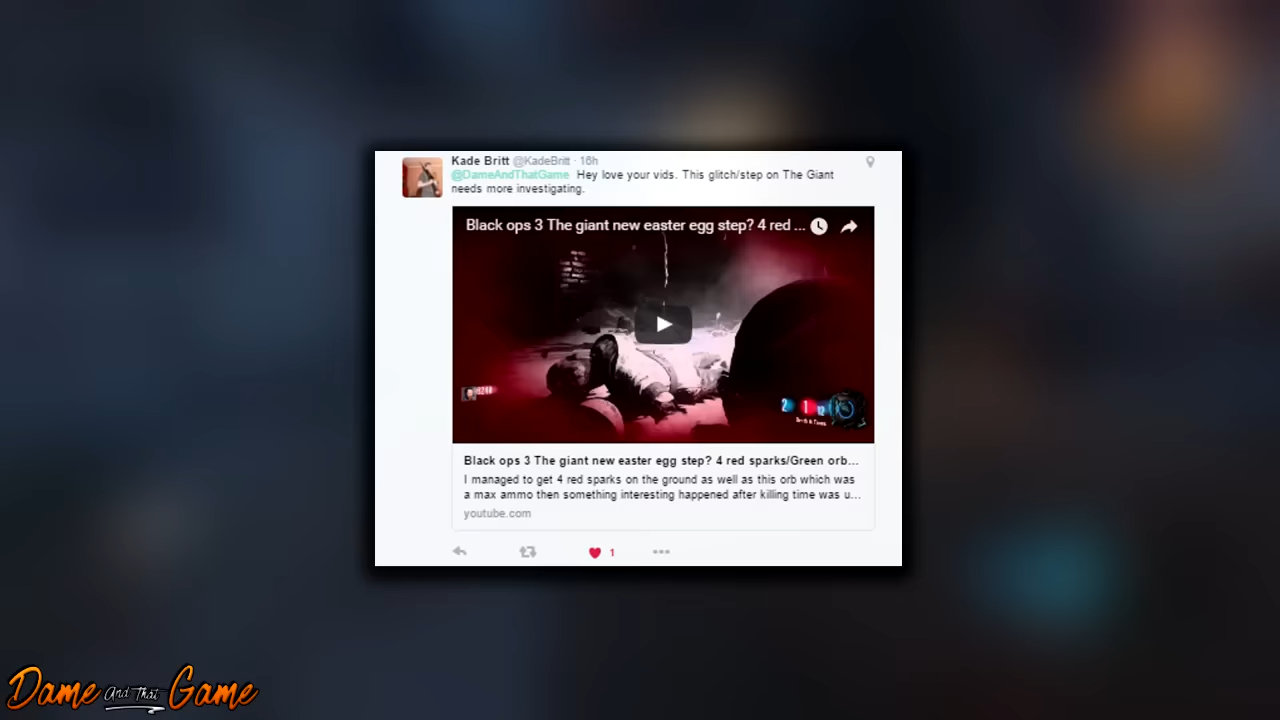 Kade Britt @KadeBritt · 16h
@DameAndThatGame Hey love your vids. This glitch/step on The Giant
needs more investigating.
Black ops 3 The giant new easter egg step? 4 red ...
2 1 12
Black ops 3 The giant new easter egg step? 4 red sparks/Green orb...
I managed to get 4 red sparks on the ground as well as this orb which was
a max ammo then something interesting happened after killing time was u...
youtube.com
1
Dame And That Game